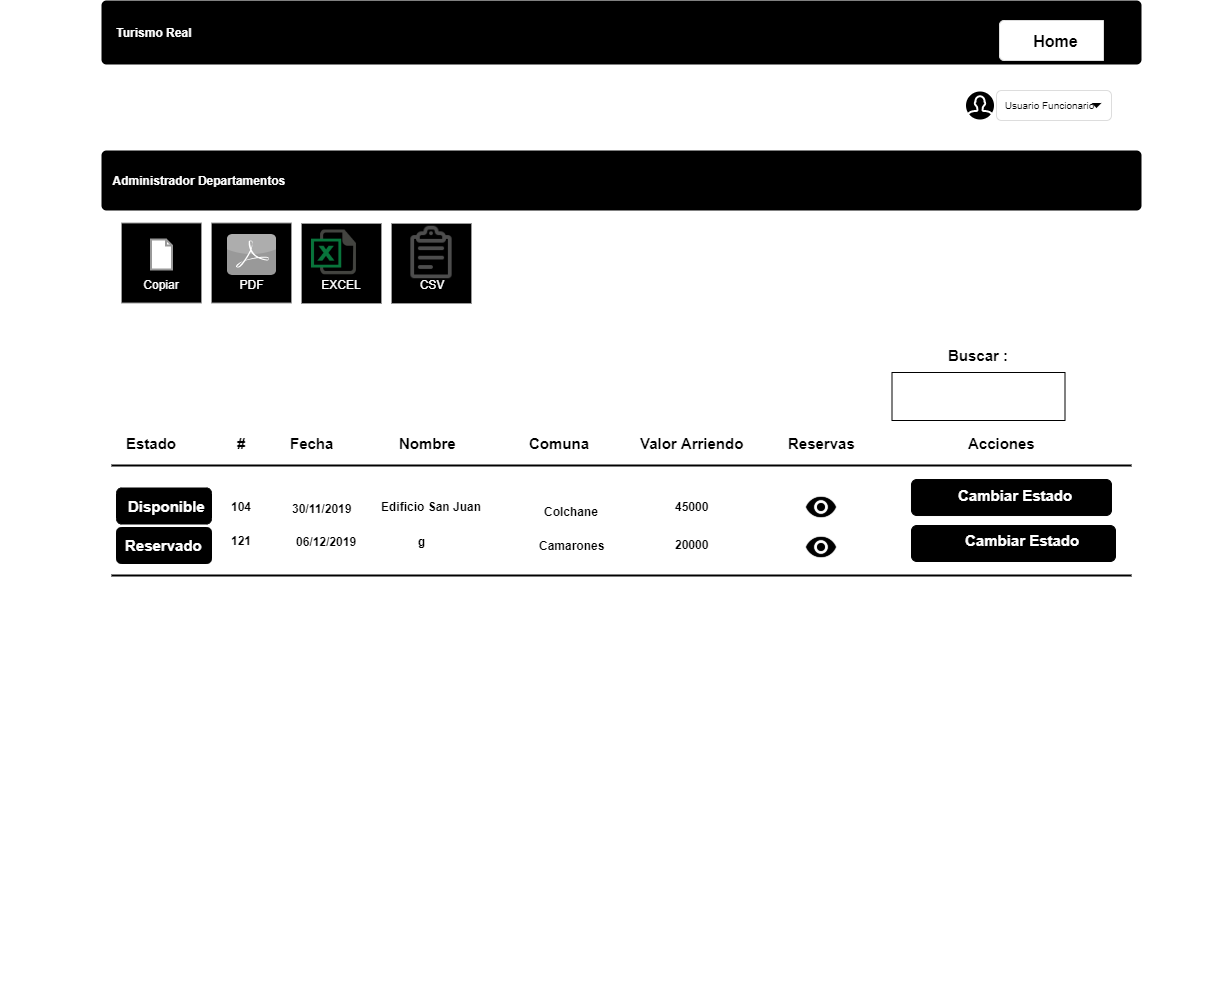 Turismo Real
Home
Usuario Funcionario
Administrador Departamentos
Copiar PDF EXCEL CSV
Buscar :
Estado # Fecha Nombre Comuna Valor Arriendo Reservas Acciones
Disponible 104 30/11/2019 Edificio San Juan Colchane 45000 Cambiar Estado
Reservado 121 06/12/2019 g Camarones 20000 Cambiar Estado